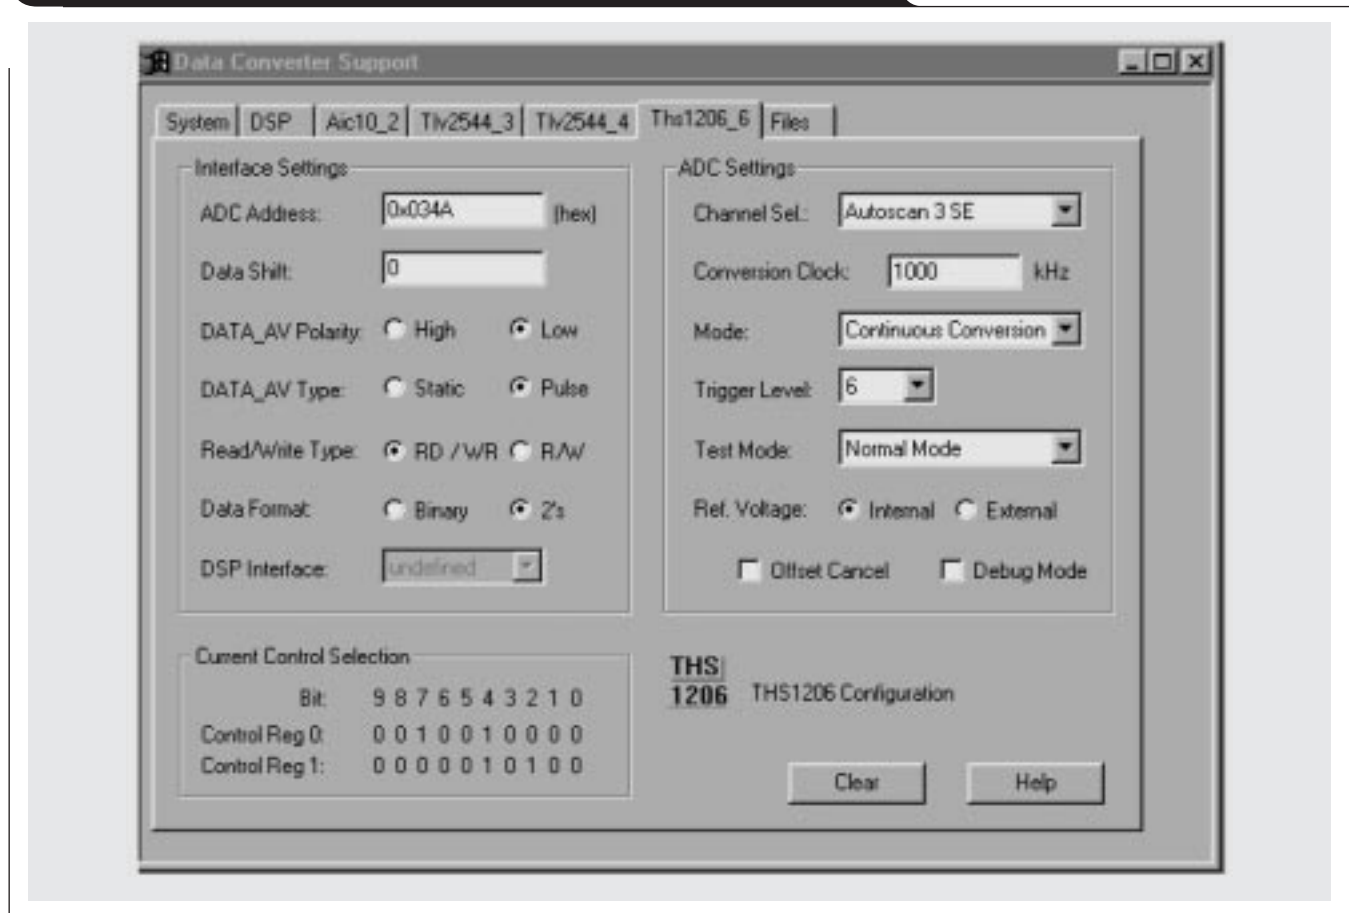 Data Converter Support
System DSP Aic10_2 Tlv2544_3 Tlv2544_4 Ths1206_6 Files
Interface Settings
ADC Address: 0x034A (hex)
Data Shift: 0
DATA_AV Polarity: High Low
DATA_AV Type: Static Pulse
Read/Write Type: RD / WR R/W
Data Format: Binary 2's
DSP Interface: undefined
ADC Settings
Channel Sel.: Autoscan 3 SE
Conversion Clock: 1000 kHz
Mode: Continuous Conversion
Trigger Level: 6
Test Mode: Normal Mode
Ref. Voltage: Internal External
Offset Cancel Debug Mode
Current Control Selection
Bit: 9 8 7 6 5 4 3 2 1 0
Control Reg 0: 0 0 1 0 0 1 0 0 0 0
Control Reg 1: 0 0 0 0 0 1 0 1 0 0
THS
1206 THS1206 Configuration
Clear Help